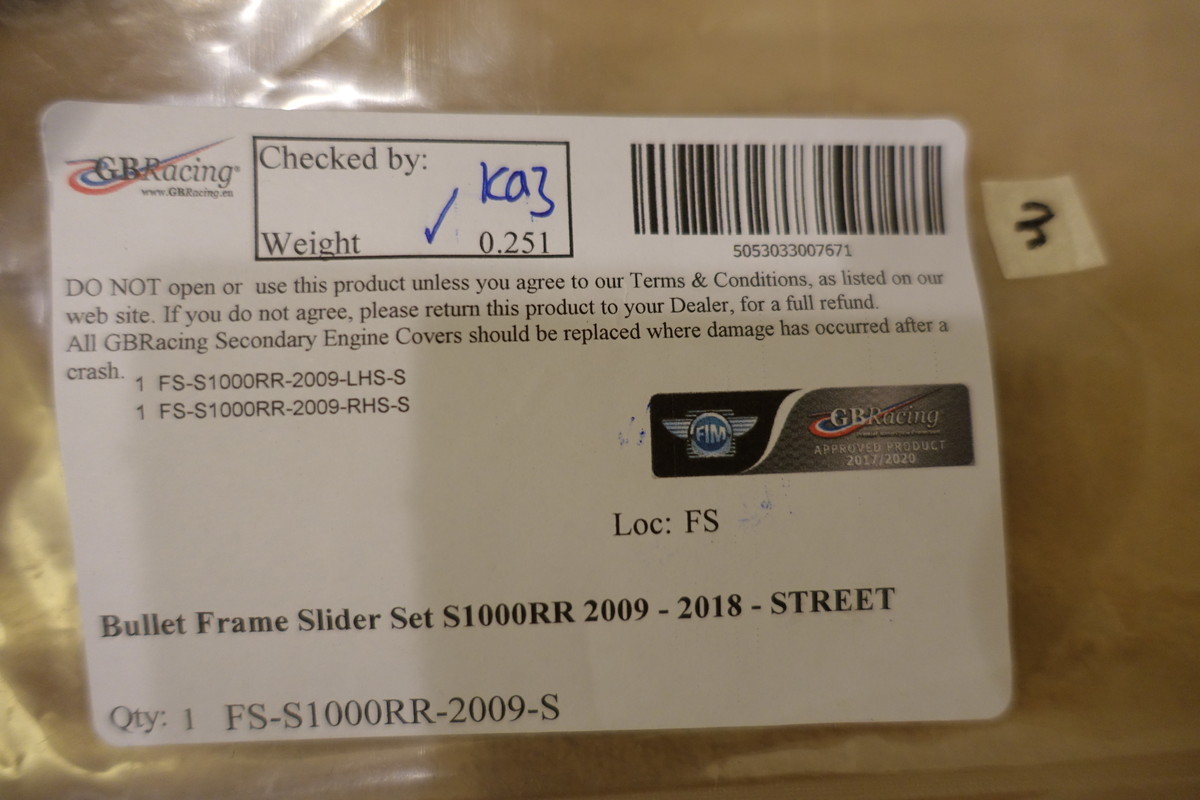 GBRacing®
www.GBRacing.eu
Checked by:
Kaz
Weight ✓ 0.251
5053033007671
3
DO NOT open or use this product unless you agree to our Terms & Conditions, as listed on our
web site. If you do not agree, please return this product to your Dealer, for a full refund.
All GBRacing Secondary Engine Covers should be replaced where damage has occurred after a
crash.
1 FS-S1000RR-2009-LHS-S
1 FS-S1000RR-2009-RHS-S
FIM
GBRacing
APPROVED PRODUCT
2017/2020
Loc: FS
Bullet Frame Slider Set S1000RR 2009 - 2018 - STREET
Qty: 1 FS-S1000RR-2009-S